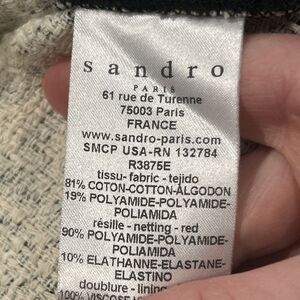 sandro
PARIS
61 rue de Turenne
75003 Paris
FRANCE
www.sandro-paris.com
SMCP USA-RN 132784
R3875E
tissu- fabric - tejido
81% COTON-COTTON-ALGODON
19% POLYAMIDE-POLYAMIDE-
POLIAMIDA
résille - netting - red
90% POLYAMIDE-POLYAMIDE-
POLIAMIDA
10% ELATHANNE-ELASTANE-
ELASTINO
doublure - lining
100% VISCOSE